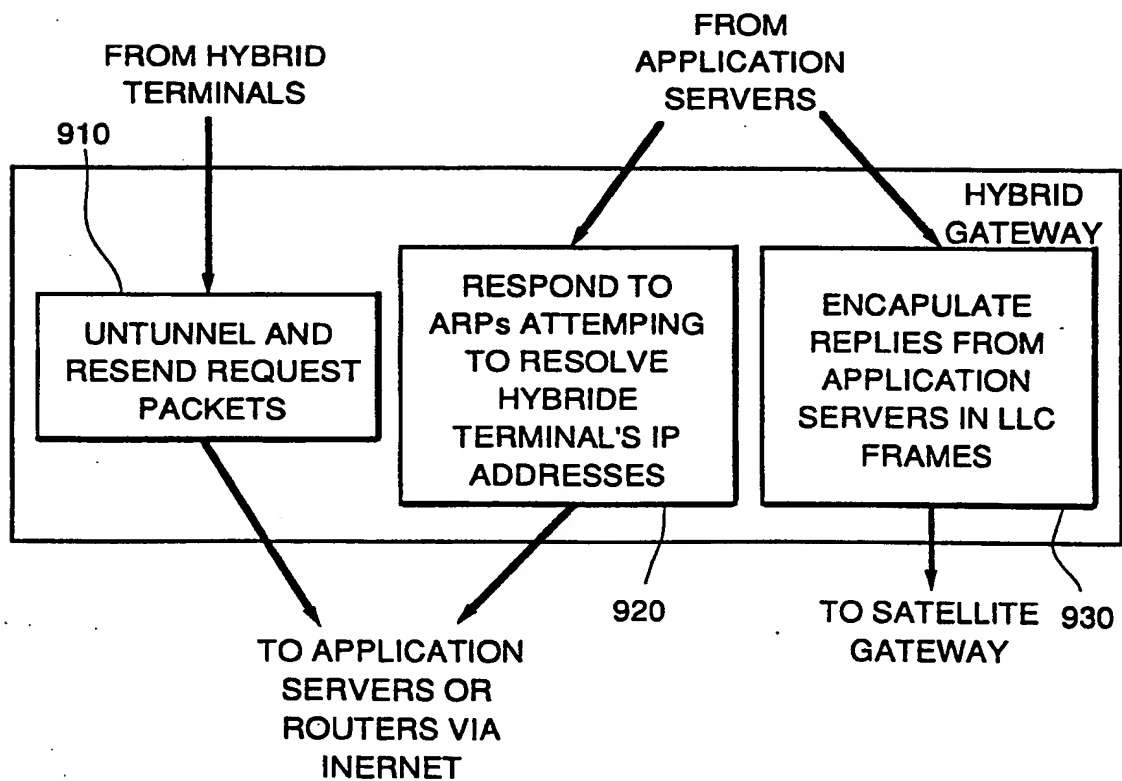 FROM HYBRID
TERMINALS
FROM
APPLICATION
SERVERS
910
HYBRID
GATEWAY
UNTUNNEL AND
RESEND REQUEST
PACKETS
RESPOND TO
ARPs ATTEMPING
TO RESOLVE
HYBRIDE
TERMINAL'S IP
ADDRESSES
ENCAPULATE
REPLIES FROM
APPLICATION
SERVERS IN LLC
FRAMES
920
930
TO SATELLITE
GATEWAY
TO APPLICATION
SERVERS OR
ROUTERS VIA
INERNET